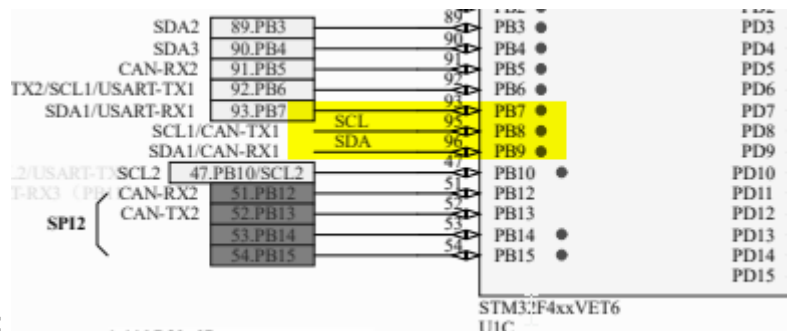 89 PB2 PD2
SDA2 89.PB3 90 PB3 PD3
SDA3 90.PB4 91 PB4 PD4
CAN-RX2 91.PB5 92 PB5 PD5
TX2/SCL1/USART-TX1 92.PB6 PB6 PD6
SDA1/USART-RX1 93.PB7 93 PB7 PD7
SCL1/CAN-TX1 SCL 95 PB8 PD8
SDA1/CAN-RX1 SDA 96 PB9 PD9
SCL2 47.PB10/SCL2 47 PB10 PD10
CAN-RX2 51.PB12 51 PB12 PD11
CAN-TX2 52.PB13 52 PB13 PD12
SPI2 53.PB14 53 PB14 PD13
54.PB15 54 PB15 PD14
PD15
STM32F4xxVET6
U1C